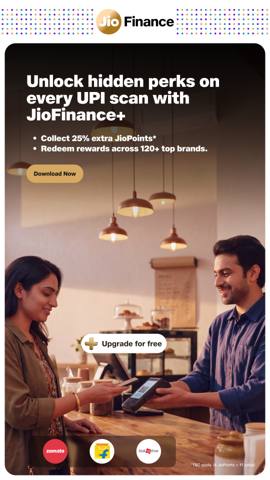 Jio Finance
Unlock hidden perks on
every UPI scan with
JioFinance+
• Collect 25% extra JioPoints*
• Redeem rewards across 120+ top brands.
Download Now
Upgrade for free
zomato